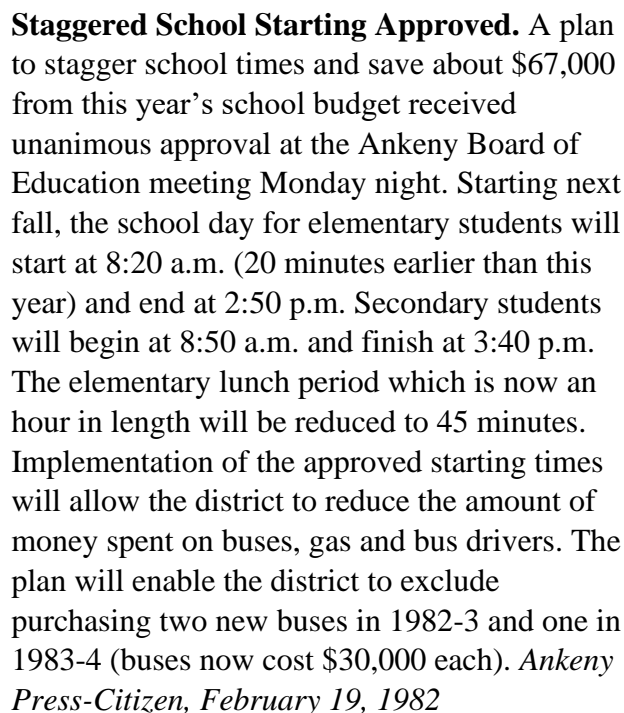 Staggered School Starting Approved. A plan
to stagger school times and save about $67,000
from this year's school budget received
unanimous approval at the Ankeny Board of
Education meeting Monday night. Starting next
fall, the school day for elementary students will
start at 8:20 a.m. (20 minutes earlier than this
year) and end at 2:50 p.m. Secondary students
will begin at 8:50 a.m. and finish at 3:40 p.m.
The elementary lunch period which is now an
hour in length will be reduced to 45 minutes.
Implementation of the approved starting times
will allow the district to reduce the amount of
money spent on buses, gas and bus drivers. The
plan will enable the district to exclude
purchasing two new buses in 1982-3 and one in
1983-4 (buses now cost $30,000 each). Ankeny
Press-Citizen, February 19, 1982